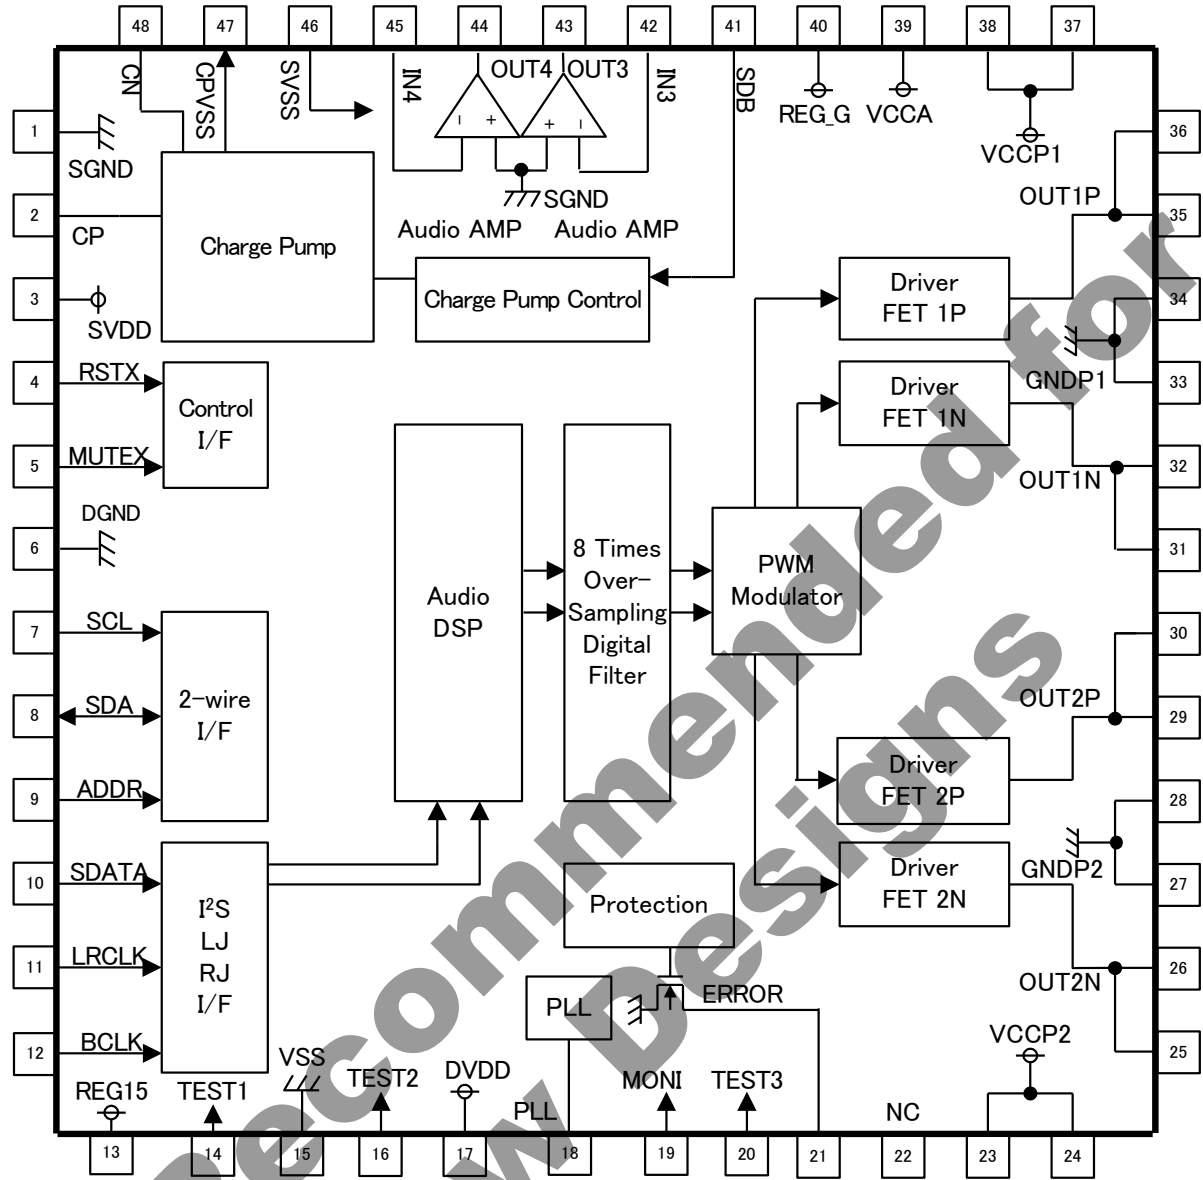 48 47 46 45 44 43 42 41 40 39 38 37
CN
CPVSS
SVSS
IN4
OUT4 OUT3
IN3
SDB
REG_G
VCCA
VCCP1
1
SGND
2
CP
3
SVDD
4
RSTX
5
MUTEX
6
DGND
7
SCL
8
SDA
9
ADDR
10
SDATA
11
LRCLK
12
BCLK
Charge Pump
− + + −
SGND
Audio AMP Audio AMP
Charge Pump Control
Control
I/F
2-wire
I/F
I²S
LJ
RJ
I/F
Audio
DSP
8 Times
Over-
Sampling
Digital
Filter
PWM
Modulator
Driver
FET 1P
Driver
FET 1N
Driver
FET 2P
Driver
FET 2N
Protection
PLL
ERROR
36
OUT1P
35
34
GNDP1
33
32
OUT1N
31
30
OUT2P
29
28
GNDP2
27
26
OUT2N
25
VCCP2
REG15
TEST1
VSS
TEST2
DVDD
PLL
MONI
TEST3
NC
13 14 15 16 17 18 19 20 21 22 23 24
Recommended for
w Designs